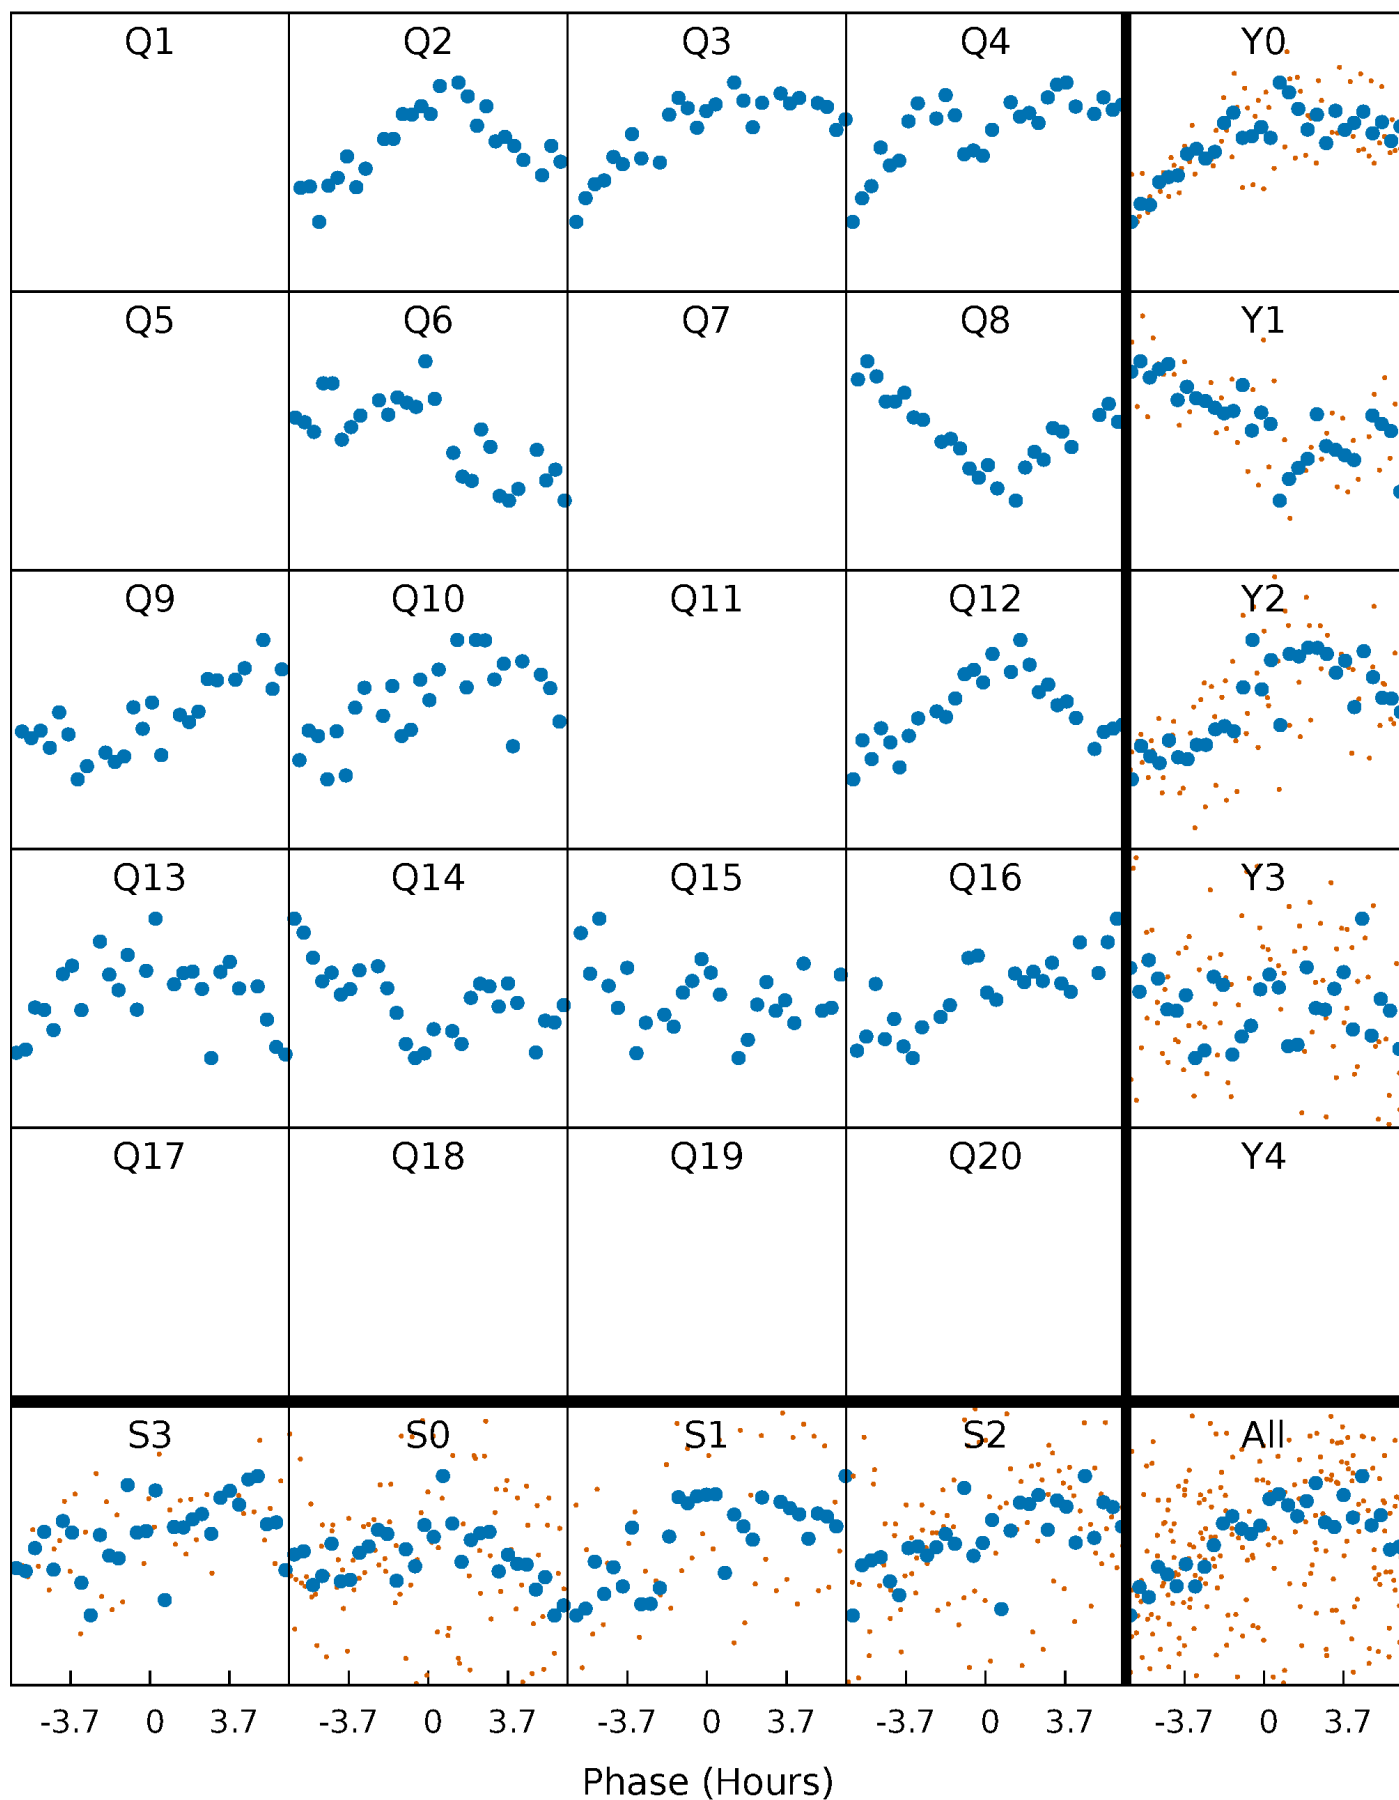 Q1 Q2 Q3 Q4 Y0
Q5 Q6 Q7 Q8 Y1
Q9 Q10 Q11 Q12 Y2
Q13 Q14 Q15 Q16 Y3
Q17 Q18 Q19 Q20 Y4
S3 S0 S1 S2 All
-3.7 0 3.7 -3.7 0 3.7 -3.7 0 3.7 -3.7 0 3.7 -3.7 0 3.7
Phase (Hours)